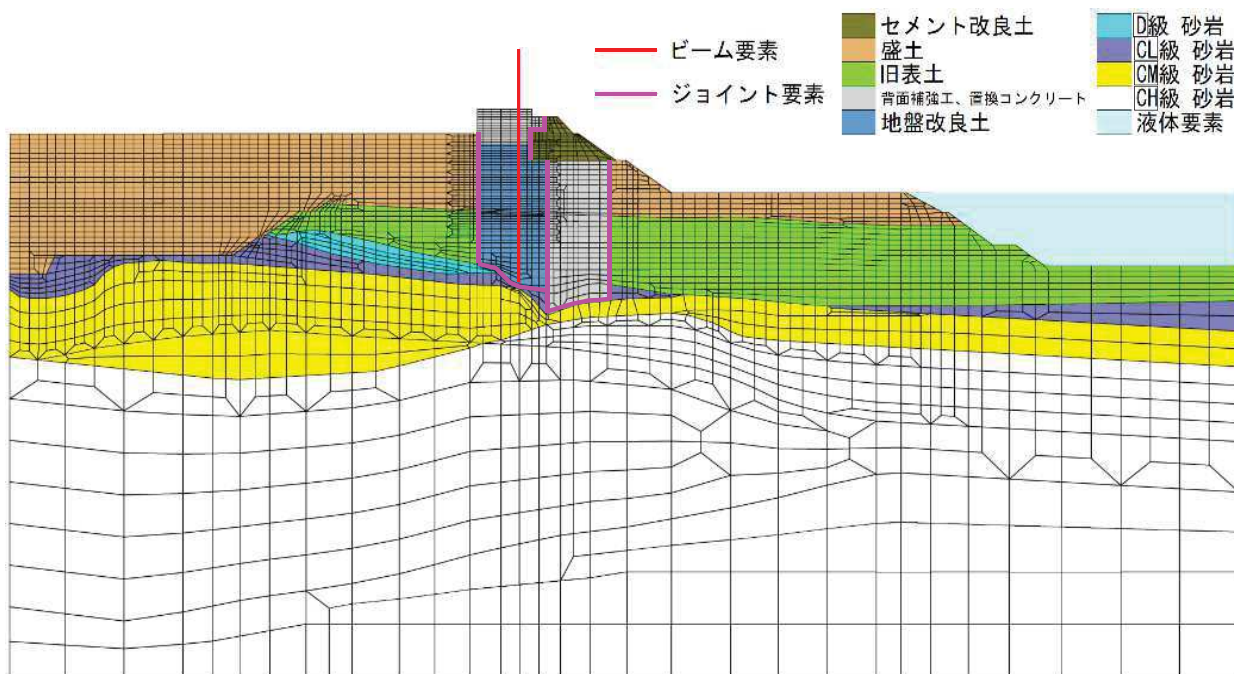 ビーム要素
ジョイント要素
セメント改良土
盛土
旧表土
背面補強工、置換コンクリート
地盤改良土
D級 砂岩
CL級 砂岩
CM級 砂岩
CH級 砂岩
液体要素